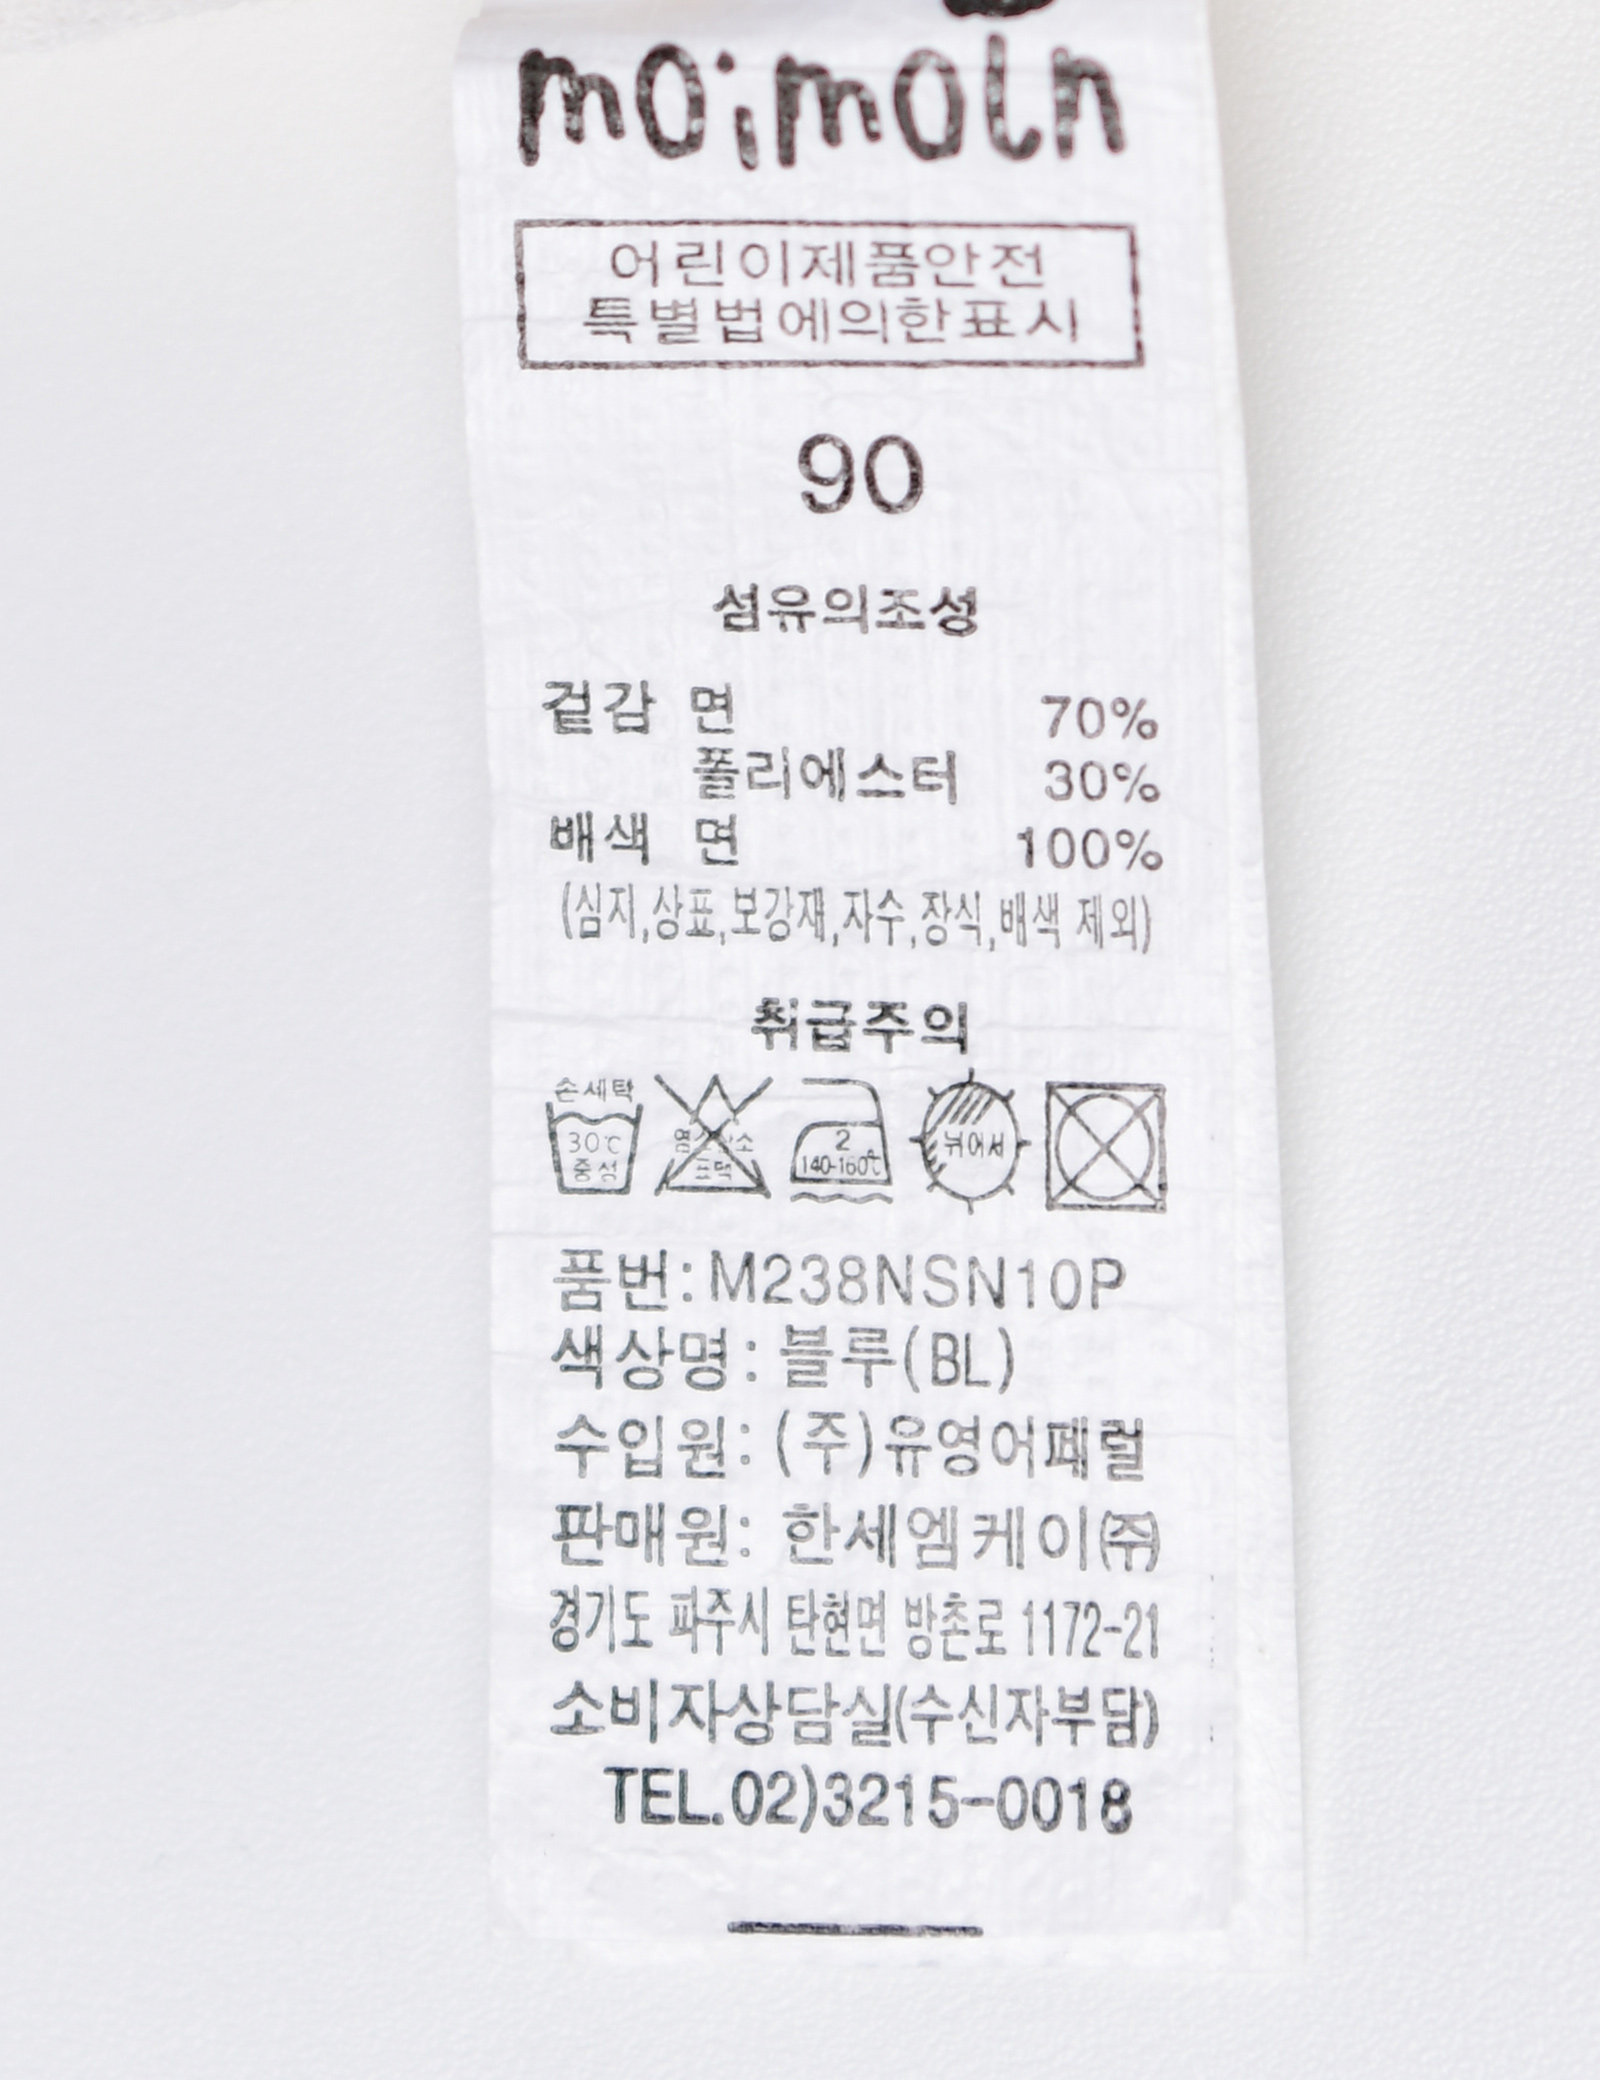 moimoln
어린이제품안전
특별법에의한표시
90
섬유의조성
겉감 면 70%
폴리에스터 30%
배색 면 100%
(심지,상표,보강재,자수,장식,배색 제외)
취급주의
손세탁
30℃
중성
염소산소
표백
2
140-160℃
뉘어서
품번:M238NSN10P
색상명: 블루(BL)
수입원: (주)유영어패럴
판매원: 한세엠케이㈜
경기도 파주시 탄현면 방촌로 1172-21
소비자상담실(수신자부담)
TEL.02)3215-0018